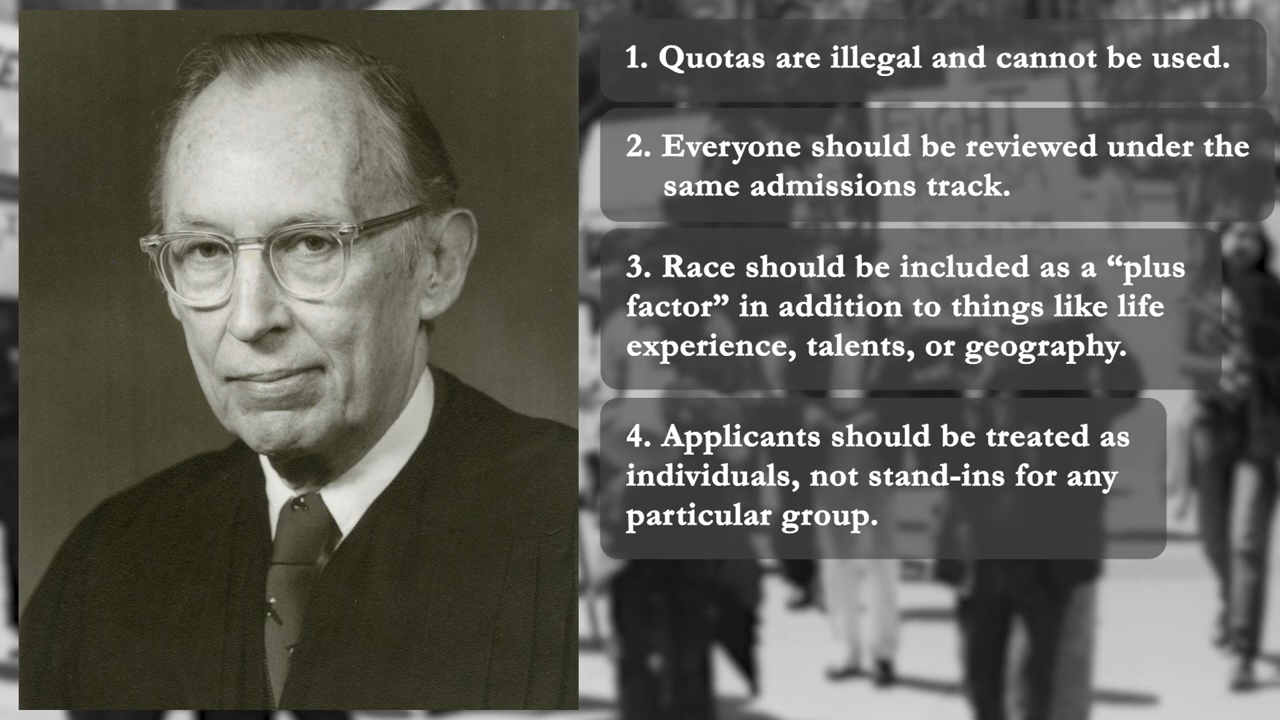 1. Quotas are illegal and cannot be used.
2. Everyone should be reviewed under the
same admissions track.
3. Race should be included as a “plus
factor” in addition to things like life
experience, talents, or geography.
4. Applicants should be treated as
individuals, not stand-ins for any
particular group.
FIGHT